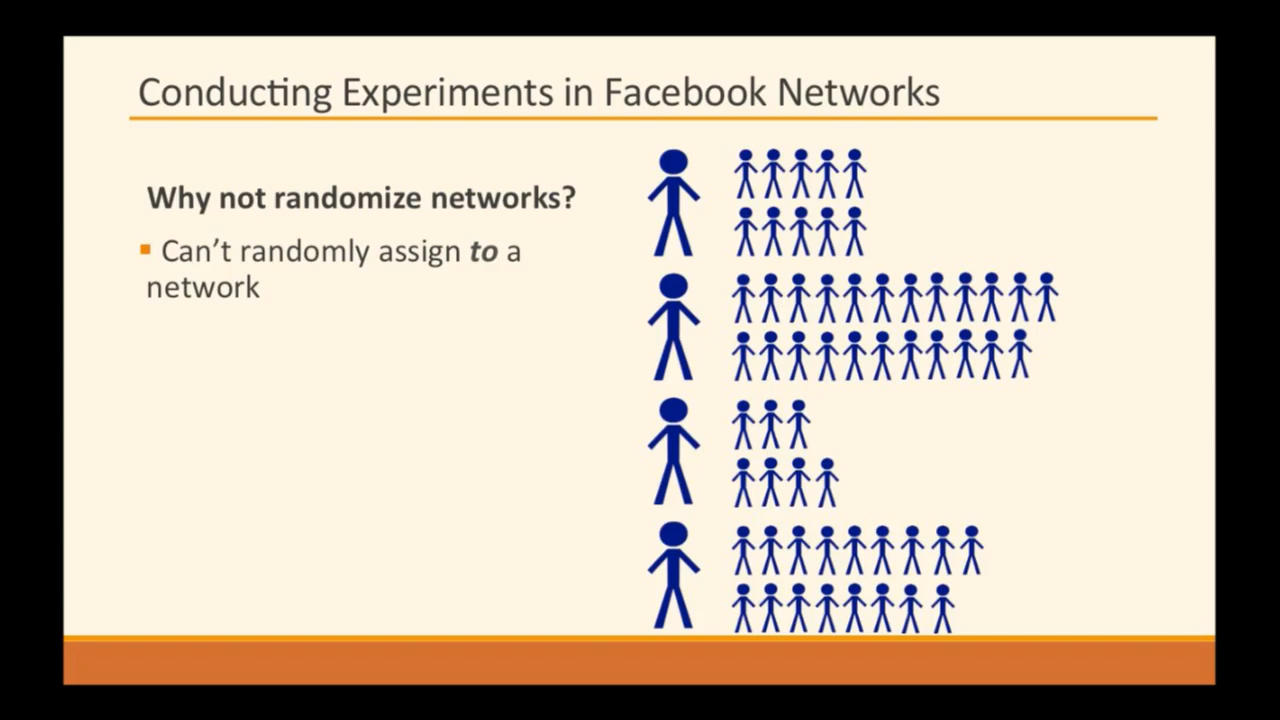 Conducting Experiments in Facebook Networks
Why not randomize networks?
Can’t randomly assign to a
network